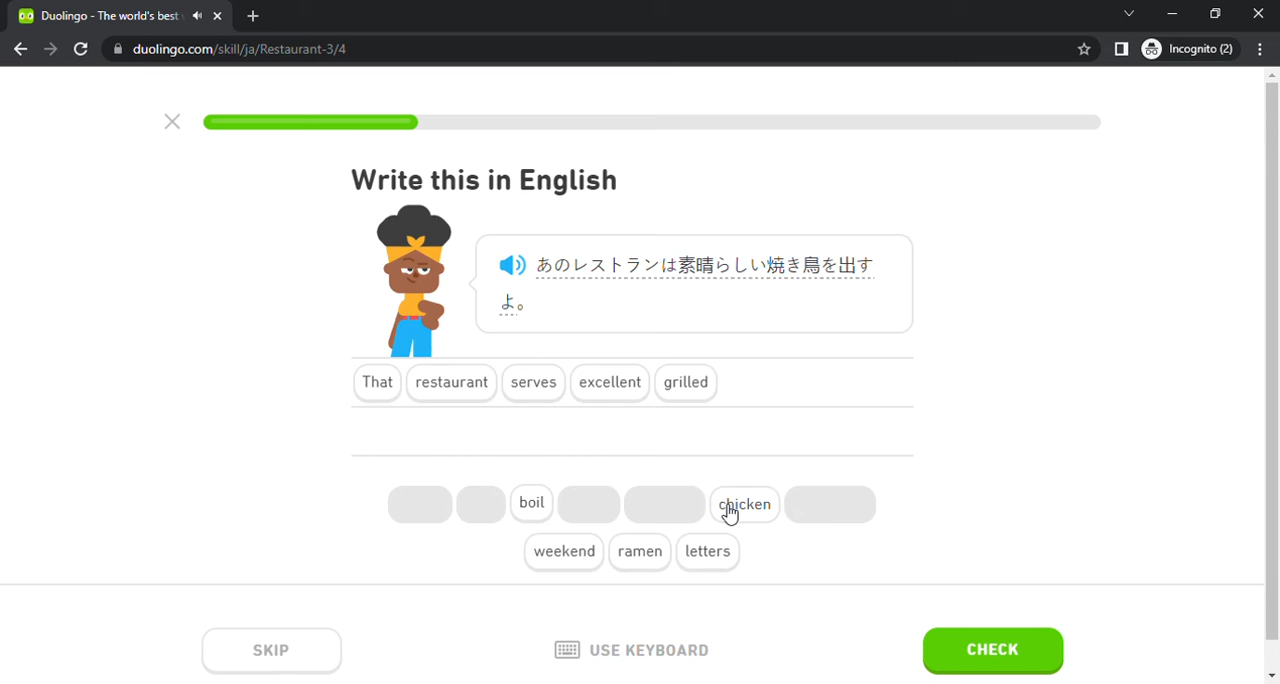 Duolingo - The world's best
duolingo.com/skill/ja/Restaurant-3/4
Incognito (2)
Write this in English
あのレストランは素晴らしい焼き鳥を出す
よ。
That restaurant serves excellent grilled
boil chicken
weekend ramen letters
SKIP USE KEYBOARD CHECK